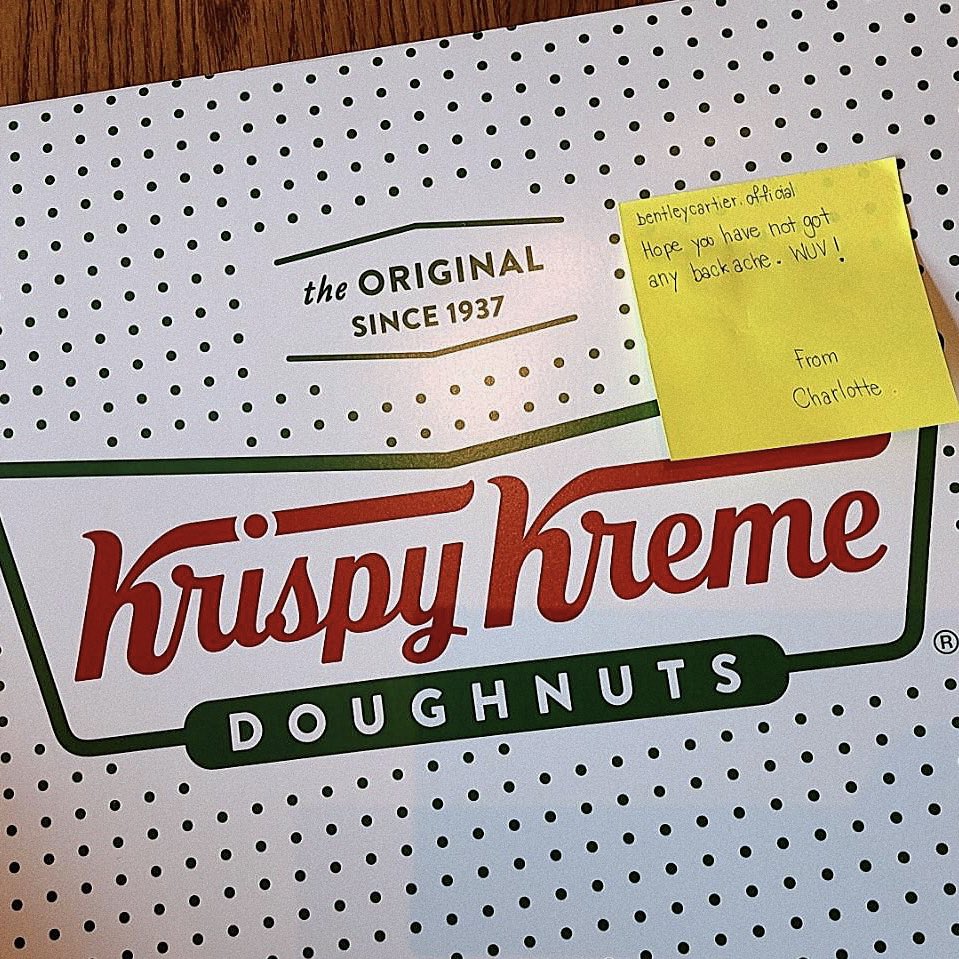 the ORIGINAL
SINCE 1937
bentleycartier.official
Hope you have not got
any backache. WUV!
From
Charlotte.
Krispy Kreme
DOUGHNUTS
®